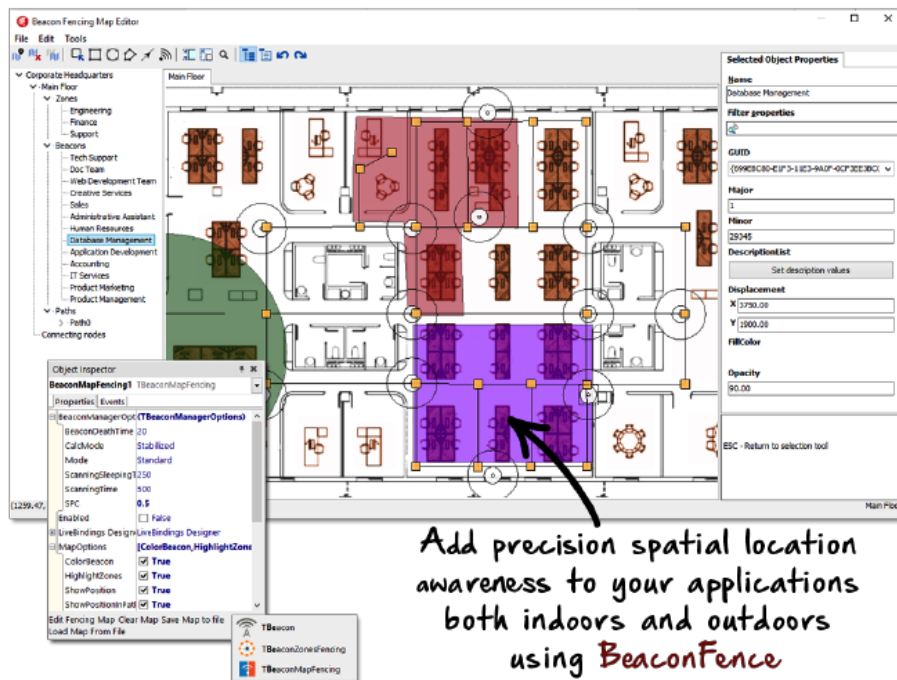 Beacon Fencing Map Editor
File Edit Tools
Corporate Headquarters
Main Floor
Zones
Engineering
Finance
Support
Beacons
Tech Support
Doc Team
Web Development Team
Creative Services
Sales
Administrative Assistant
Human Resources
Database Management
Application Development
Accounting
IT Services
Product Marketing
Product Management
Paths
Path0
Connecting nodes
Main Floor
Selected Object Properties
Name
Database Management
Filter properties
GUID
Major
1
Minor
29345
DescriptionList
Set description values
Displacement
X 3750.00
Y 1900.00
FillColor
Opacity
90.00
ESC - Return to selection tool
(1259.47,
Main Floo
Object Inspector
BeaconMapFencing1 TBeaconMapFencing
Properties Events
BeaconManagerOpt (TBeaconManagerOptions)
BeaconDeathTime 20
CalcMode Stabilized
Mode Standard
ScanningSleepingT 250
ScanningTime 500
SPC 0.5
Enabled False
LiveBindings Design LiveBindings Designer
MapOptions [ColorBeacon,HighlightZone
ColorBeacon True
HighlightZones True
ShowPosition True
ShowPositionInPat True
Edit Fencing Map Clear Map Save Map to file
Load Map From File
TBeacon
TBeaconZonesFencing
TBeaconMapFencing
Add precision spatial location
awareness to your applications
both indoors and outdoors
using BeaconFence